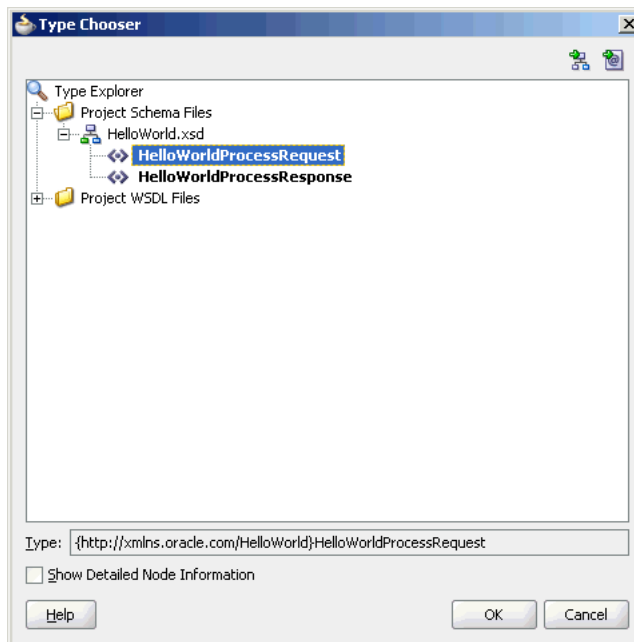 Type Chooser
Type Explorer
Project Schema Files
HelloWorld.xsd
HelloWorldProcessRequest
HelloWorldProcessResponse
Project WSDL Files
Type: {http://xmlns.oracle.com/HelloWorld}HelloWorldProcessRequest
Show Detailed Node Information
Help OK Cancel